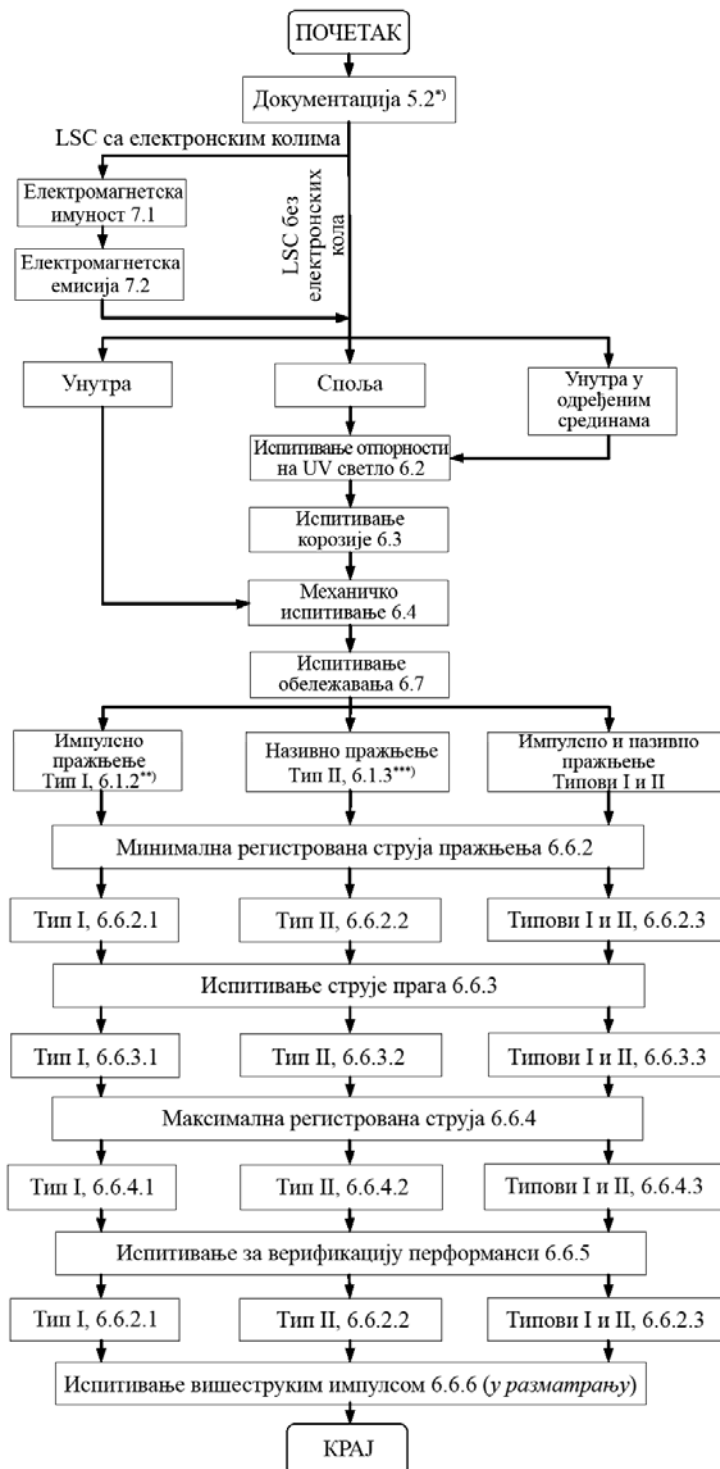 ПОЧЕТАК
Документација 5.2*)
LSC са електронским колима
Електромагнетска
имуност 7.1
LSC без
електронских
кола
Електромагнетска
емисија 7.2
Унутра
Споља
Унутра у
одређеним
срединама
Испитивање отпорности
на UV светло 6.2
Испитивање
корозије 6.3
Механичко
испитивање 6.4
Испитивање
обележавања 6.7
Импулсно
пражњење
Тип I, 6.1.2**)
Називно пражњење
Тип II, 6.1.3***)
Импулсно и називно
пражњење
Типови I и II
Минимална регистрована струја пражњења 6.6.2
Тип I, 6.6.2.1
Тип II, 6.6.2.2
Типови I и II, 6.6.2.3
Испитивање струје прага 6.6.3
Тип I, 6.6.3.1
Тип II, 6.6.3.2
Типови I и II, 6.6.3.3
Максимална регистрована струја 6.6.4
Тип I, 6.6.4.1
Тип II, 6.6.4.2
Типови I и II, 6.6.4.3
Испитивање за верификацију перформанси 6.6.5
Тип I, 6.6.2.1
Тип II, 6.6.2.2
Типови I и II, 6.6.2.3
Испитивање вишеструким импулсом 6.6.6 (у разматрању)
КРАЈ